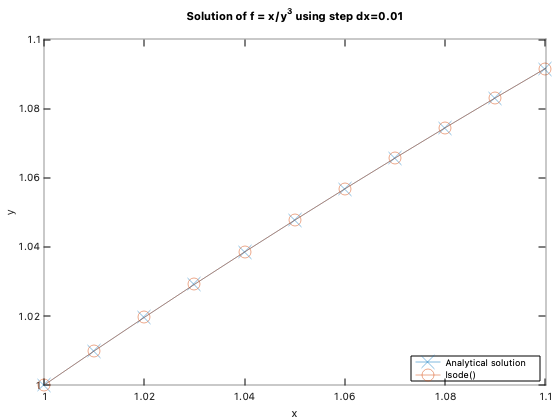 Solution of f = x/y³ using step dx=0.01
1.1
1.08
1.06
1.04
1.02
1
y
1
1.02
1.04
1.06
1.08
1.1
x
Analytical solution
lsode()